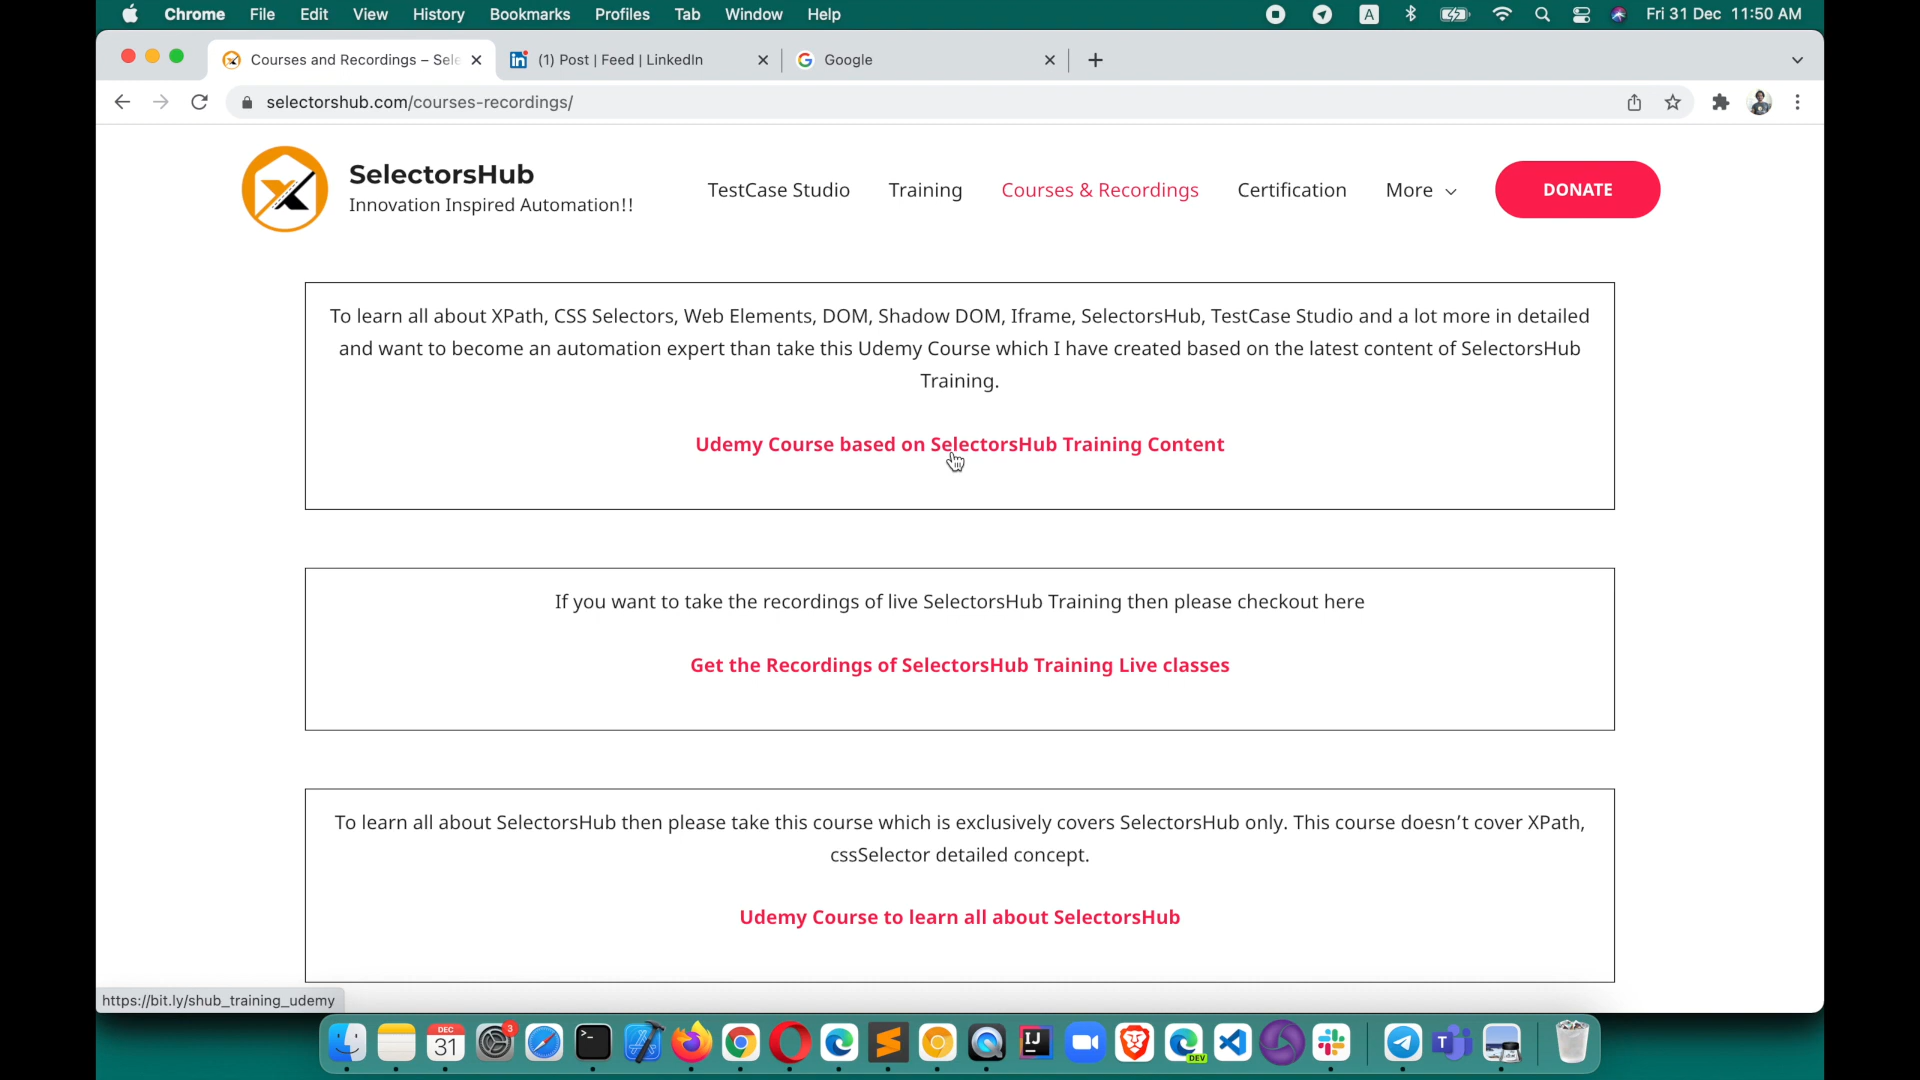 Chrome File Edit View History Bookmarks Profiles Tab Window Help A Fri 31 Dec 11:50 AM
Courses and Recordings – Sele (1) Post | Feed | LinkedIn Google
selectorshub.com/courses-recordings/
SelectorsHub
Innovation Inspired Automation!!
TestCase Studio Training Courses & Recordings Certification More DONATE
To learn all about XPath, CSS Selectors, Web Elements, DOM, Shadow DOM, Iframe, SelectorsHub, TestCase Studio and a lot more in detailed
and want to become an automation expert than take this Udemy Course which I have created based on the latest content of SelectorsHub
Training.
Udemy Course based on SelectorsHub Training Content
If you want to take the recordings of live SelectorsHub Training then please checkout here
Get the Recordings of SelectorsHub Training Live classes
To learn all about SelectorsHub then please take this course which is exclusively covers SelectorsHub only. This course doesn’t cover XPath,
cssSelector detailed concept.
Udemy Course to learn all about SelectorsHub
https://bit.ly/shub_training_udemy
DEC 31 3 IJ DEV T